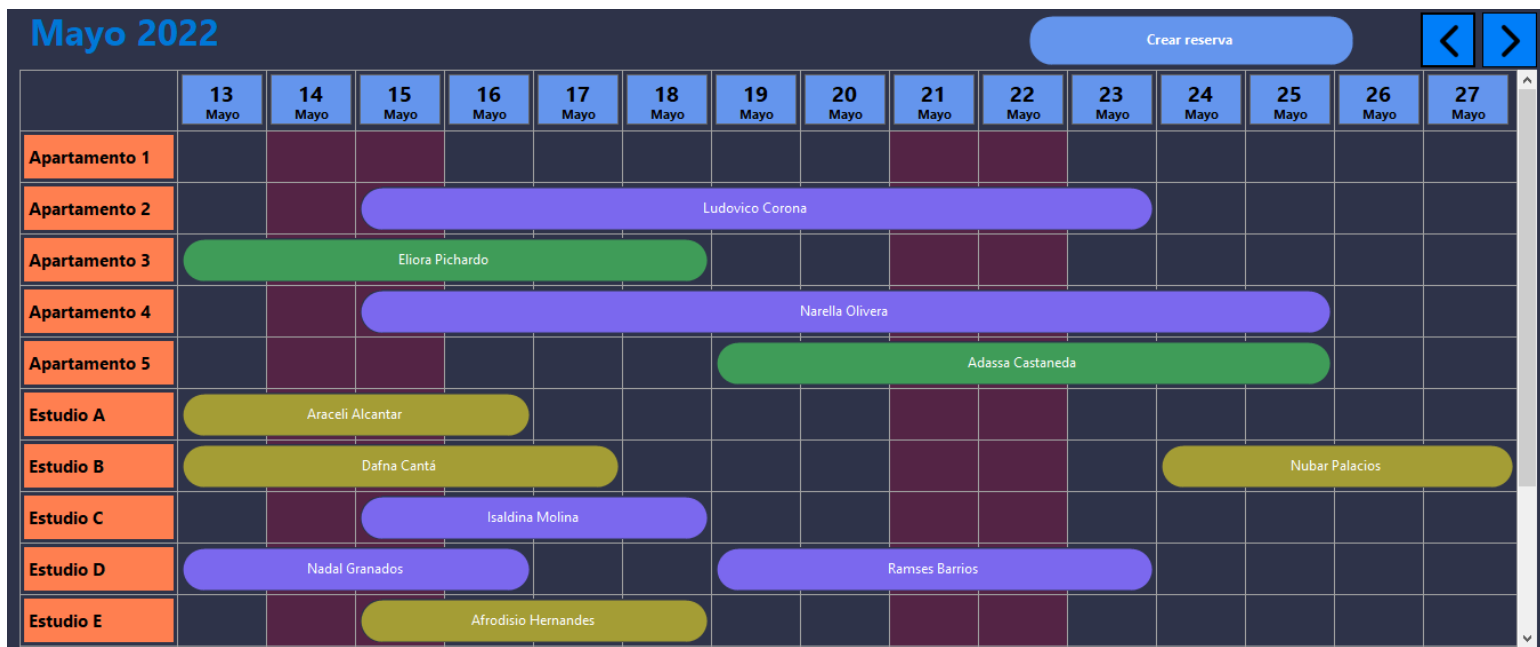 Mayo 2022
Crear reserva
13 14 15 16 17 18 19 20 21 22 23 24 25 26 27
Mayo Mayo Mayo Mayo Mayo Mayo Mayo Mayo Mayo Mayo Mayo Mayo Mayo Mayo Mayo
Apartamento 1
Apartamento 2 Ludovico Corona
Apartamento 3 Eliora Pichardo
Apartamento 4 Narella Olivera
Apartamento 5 Adassa Castaneda
Estudio A Araceli Alcantar
Estudio B Dafna Cantá Nubar Palacios
Estudio C Isaldina Molina
Estudio D Nadal Granados Ramses Barrios
Estudio E Afrodisio Hernandes